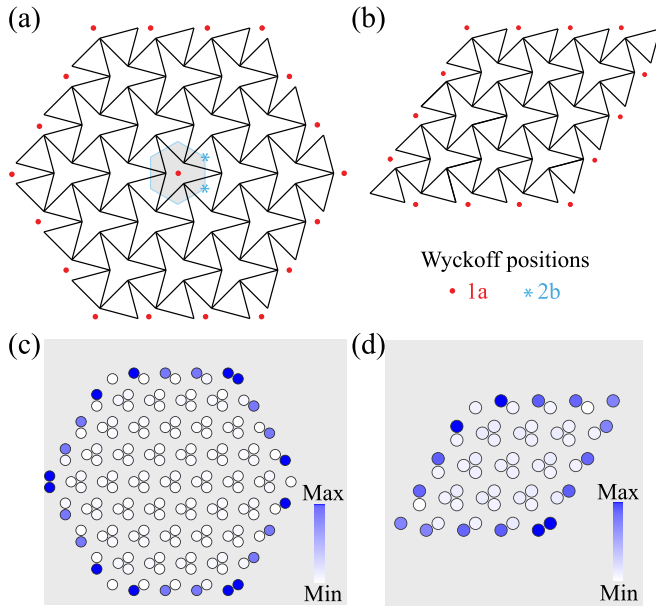 (a)
(b)
Wyckoff positions
1a
2b
(c)
(d)
Max
Min
Max
Min